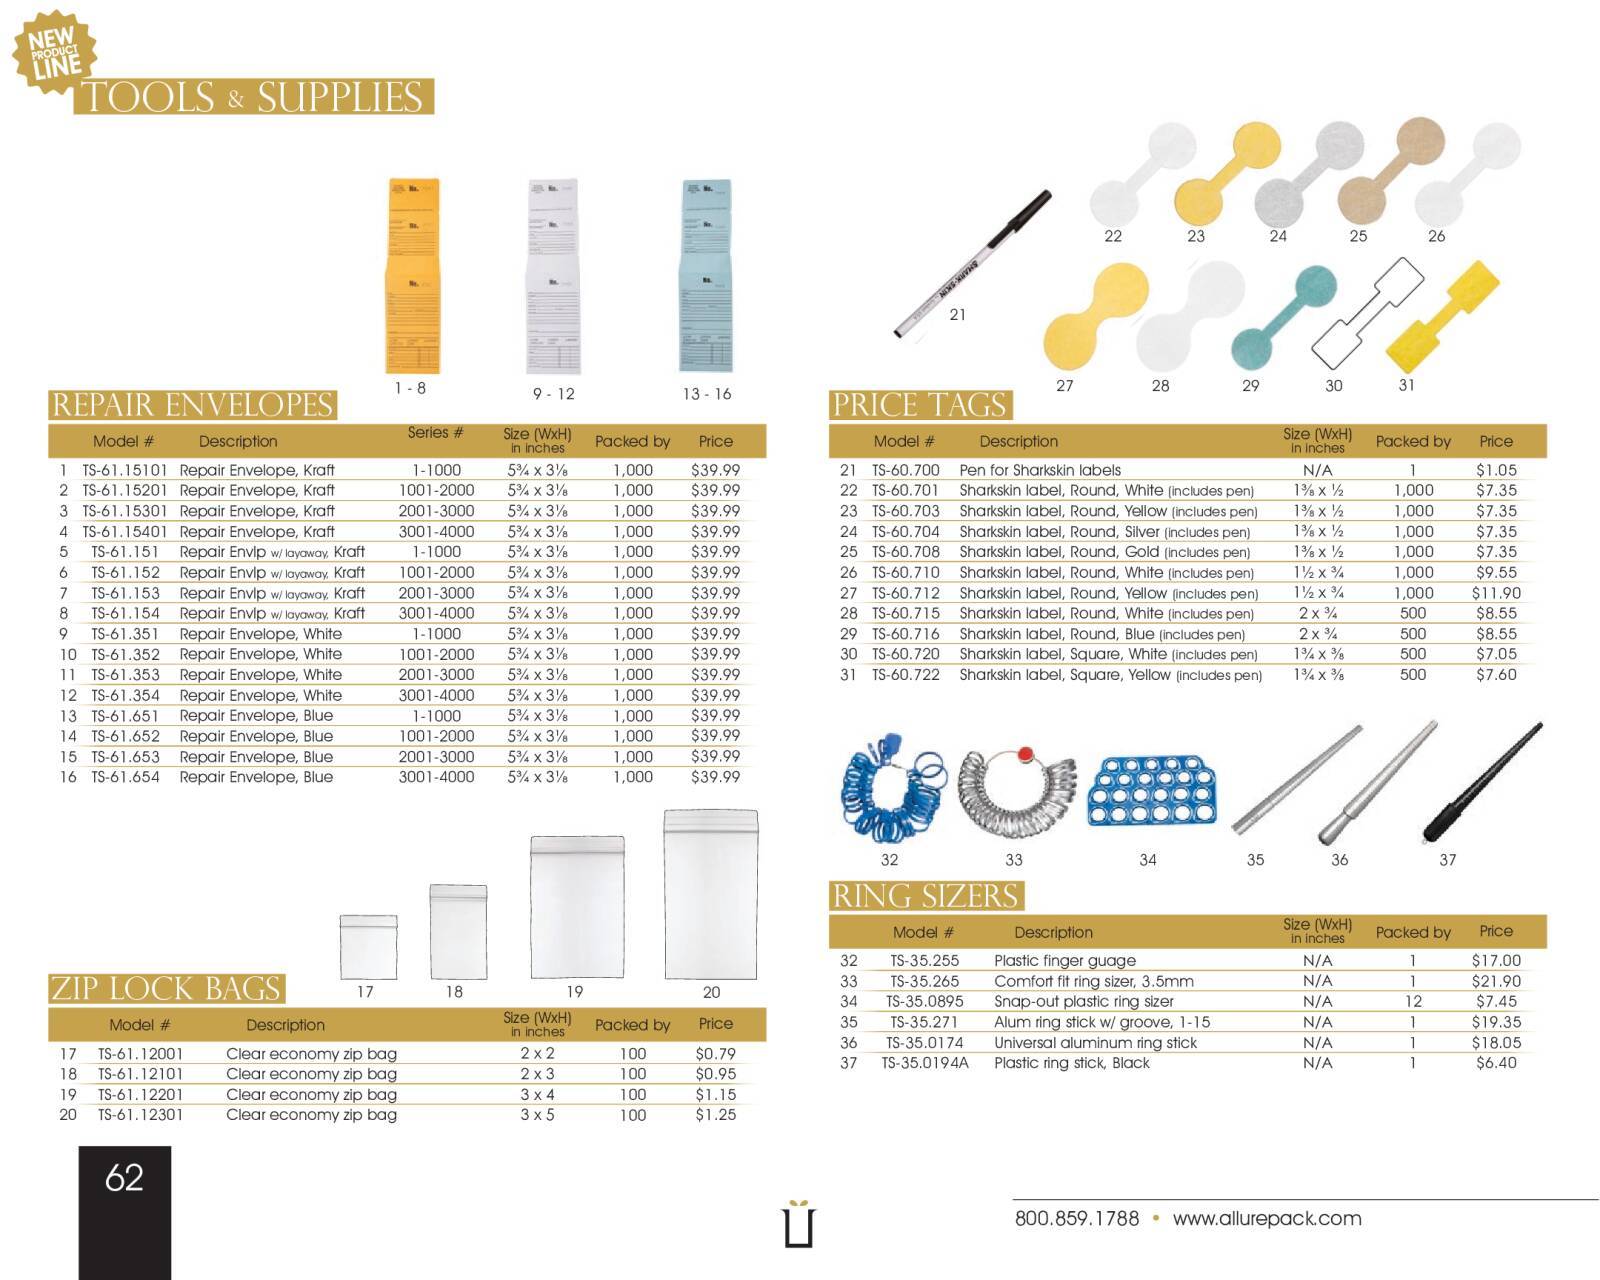 NEW
PRODUCT
LINE
TOOLS & SUPPLIES
1 - 8
9 - 12
13 - 16
REPAIR ENVELOPES
Model # Description Series # Size (WxH) in inches Packed by Price
1 TS-61.15101 Repair Envelope, Kraft 1-1000 5¾ x 3⅛ 1,000 $39.99
2 TS-61.15201 Repair Envelope, Kraft 1001-2000 5¾ x 3⅛ 1,000 $39.99
3 TS-61.15301 Repair Envelope, Kraft 2001-3000 5¾ x 3⅛ 1,000 $39.99
4 TS-61.15401 Repair Envelope, Kraft 3001-4000 5¾ x 3⅛ 1,000 $39.99
5 TS-61.151 Repair Envlp w/ layaway, Kraft 1-1000 5¾ x 3⅛ 1,000 $39.99
6 TS-61.152 Repair Envlp w/ layaway, Kraft 1001-2000 5¾ x 3⅛ 1,000 $39.99
7 TS-61.153 Repair Envlp w/ layaway, Kraft 2001-3000 5¾ x 3⅛ 1,000 $39.99
8 TS-61.154 Repair Envlp w/ layaway, Kraft 3001-4000 5¾ x 3⅛ 1,000 $39.99
9 TS-61.351 Repair Envelope, White 1-1000 5¾ x 3⅛ 1,000 $39.99
10 TS-61.352 Repair Envelope, White 1001-2000 5¾ x 3⅛ 1,000 $39.99
11 TS-61.353 Repair Envelope, White 2001-3000 5¾ x 3⅛ 1,000 $39.99
12 TS-61.354 Repair Envelope, White 3001-4000 5¾ x 3⅛ 1,000 $39.99
13 TS-61.651 Repair Envelope, Blue 1-1000 5¾ x 3⅛ 1,000 $39.99
14 TS-61.652 Repair Envelope, Blue 1001-2000 5¾ x 3⅛ 1,000 $39.99
15 TS-61.653 Repair Envelope, Blue 2001-3000 5¾ x 3⅛ 1,000 $39.99
16 TS-61.654 Repair Envelope, Blue 3001-4000 5¾ x 3⅛ 1,000 $39.99
17
18
19
20
ZIP LOCK BAGS
Model # Description Size (WxH) in inches Packed by Price
17 TS-61.12001 Clear economy zip bag 2 x 2 100 $0.79
18 TS-61.12101 Clear economy zip bag 2 x 3 100 $0.95
19 TS-61.12201 Clear economy zip bag 3 x 4 100 $1.15
20 TS-61.12301 Clear economy zip bag 3 x 5 100 $1.25
62
SHARK-SKIN
21
22 23 24 25 26
27 28 29 30 31
PRICE TAGS
Model # Description Size (WxH) in inches Packed by Price
21 TS-60.700 Pen for Sharkskin labels N/A 1 $1.05
22 TS-60.701 Sharkskin label, Round, White (includes pen) 1⅜ x ½ 1,000 $7.35
23 TS-60.703 Sharkskin label, Round, Yellow (includes pen) 1⅜ x ½ 1,000 $7.35
24 TS-60.704 Sharkskin label, Round, Silver (includes pen) 1⅜ x ½ 1,000 $7.35
25 TS-60.708 Sharkskin label, Round, Gold (includes pen) 1⅜ x ½ 1,000 $7.35
26 TS-60.710 Sharkskin label, Round, White (includes pen) 1½ x ¾ 1,000 $9.55
27 TS-60.712 Sharkskin label, Round, Yellow (includes pen) 1½ x ¾ 1,000 $11.90
28 TS-60.715 Sharkskin label, Round, White (includes pen) 2 x ¾ 500 $8.55
29 TS-60.716 Sharkskin label, Round, Blue (includes pen) 2 x ¾ 500 $8.55
30 TS-60.720 Sharkskin label, Square, White (includes pen) 1¾ x ⅜ 500 $7.05
31 TS-60.722 Sharkskin label, Square, Yellow (includes pen) 1¾ x ⅜ 500 $7.60
32 33 34 35 36 37
RING SIZERS
Model # Description Size (WxH) in inches Packed by Price
32 TS-35.255 Plastic finger guage N/A 1 $17.00
33 TS-35.265 Comfort fit ring sizer, 3.5mm N/A 1 $21.90
34 TS-35.0895 Snap-out plastic ring sizer N/A 12 $7.45
35 TS-35.271 Alum ring stick w/ groove, 1-15 N/A 1 $19.35
36 TS-35.0174 Universal aluminum ring stick N/A 1 $18.05
37 TS-35.0194A Plastic ring stick, Black N/A 1 $6.40
800.859.1788 • www.allurepack.com